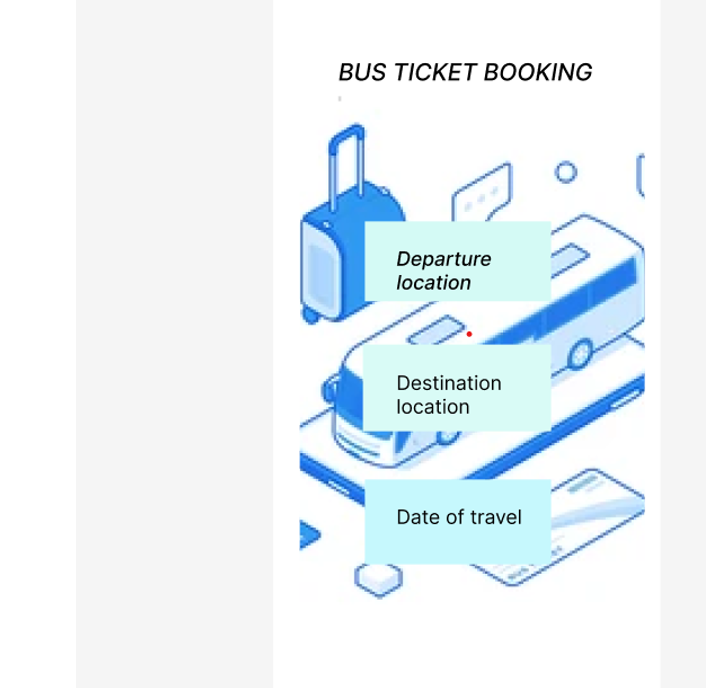 BUS TICKET BOOKING
Departure
location
Destination
location
Date of travel